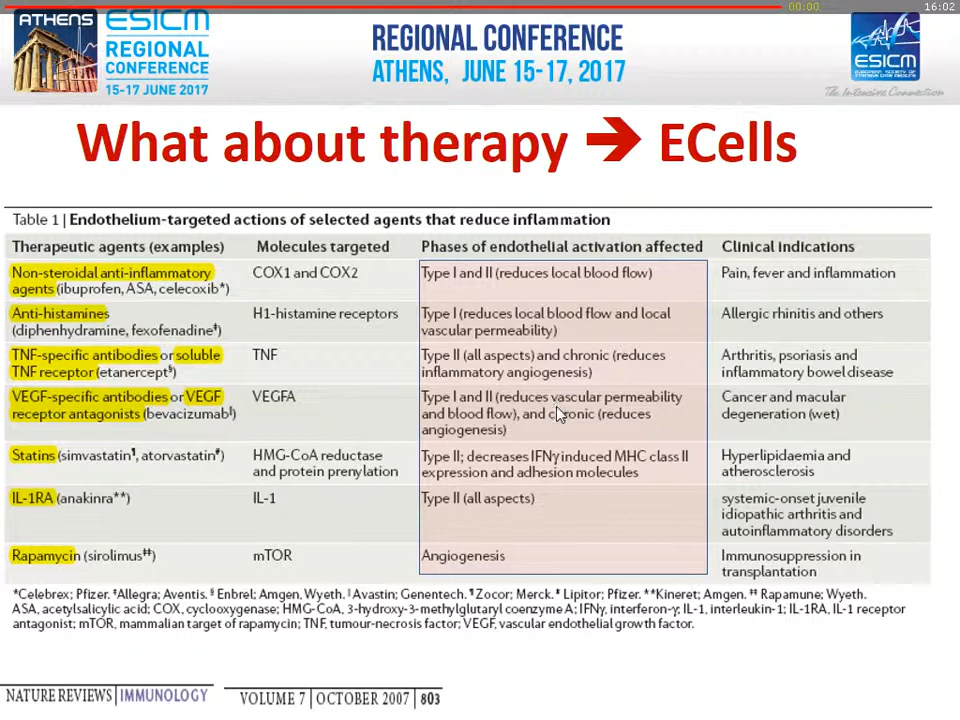 00:00
16:02
ATHENS
ESICM
REGIONAL
CONFERENCE
15-17 JUNE 2017
REGIONAL CONFERENCE
ATHENS, JUNE 15-17, 2017
ESICM
EUROPEAN SOCIETY OF INTENSIVE CARE MEDICINE
The Intensive Connection
What about therapy ➔ ECells
Table 1 | Endothelium-targeted actions of selected agents that reduce inflammation
Therapeutic agents (examples) Molecules targeted Phases of endothelial activation affected Clinical indications
Non-steroidal anti-inflammatory COX1 and COX2 Type I and II (reduces local blood flow) Pain, fever and inflammation
agents (ibuprofen, ASA, celecoxib*)
Anti-histamines H1-histamine receptors Type I (reduces local blood flow and local Allergic rhinitis and others
(diphenhydramine, fexofenadine‡) vascular permeability)
TNF-specific antibodies or soluble TNF Type II (all aspects) and chronic (reduces Arthritis, psoriasis and
TNF receptor (etanercept§) inflammatory angiogenesis) inflammatory bowel disease
VEGF-specific antibodies or VEGF VEGFA Type I and II (reduces vascular permeability Cancer and macular
receptor antagonists (bevacizumab‖) and blood flow), and chronic (reduces degeneration (wet)
angiogenesis)
Statins (simvastatin¶, atorvastatin#) HMG-CoA reductase Type II; decreases IFNγ induced MHC class II Hyperlipidaemia and
and protein prenylation expression and adhesion molecules atherosclerosis
IL-1RA (anakinra**) IL-1 Type II (all aspects) systemic-onset juvenile
idiopathic arthritis and
autoinflammatory disorders
Rapamycin (sirolimus‡‡) mTOR Angiogenesis Immunosuppression in
transplantation
*Celebrex; Pfizer. ‡Allegra; Aventis. § Enbrel; Amgen, Wyeth. ‖Avastin; Genentech. ¶Zocor; Merck. # Lipitor; Pfizer. **Kineret; Amgen. ‡‡ Rapamune; Wyeth.
ASA, acetylsalicylic acid; COX, cyclooxygenase; HMG-CoA, 3-hydroxy-3-methylglutaryl coenzyme A; IFNγ, interferon-γ; IL-1, interleukin-1; IL-1RA, IL-1 receptor
antagonist; mTOR, mammalian target of rapamycin; TNF, tumour-necrosis factor; VEGF, vascular endothelial growth factor.
NATURE REVIEWS | IMMUNOLOGY VOLUME 7 | OCTOBER 2007 | 803